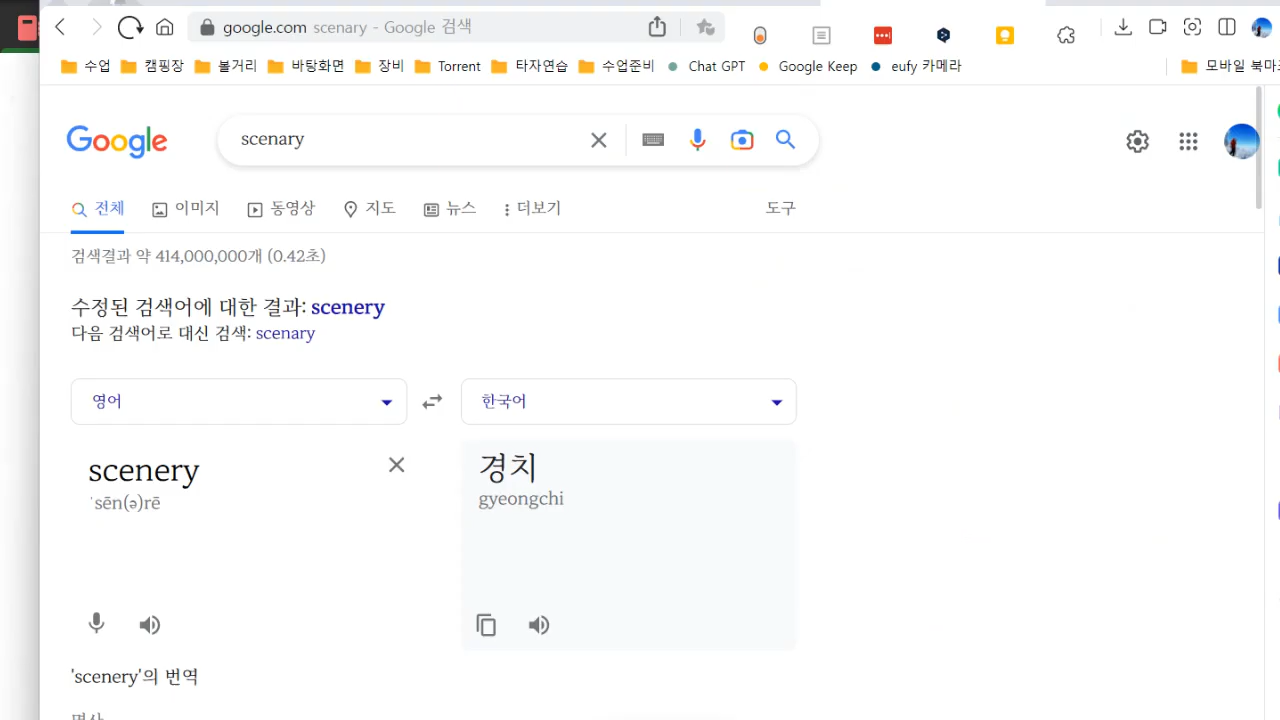 google.com scenary - Google 검색
수업 캠핑장 볼거리 바탕화면 장비 Torrent 타자연습 수업준비 Chat GPT Google Keep eufy 카메라 모바일 북마크
Google scenary
전체 이미지 동영상 지도 뉴스 더보기 도구
검색결과 약 414,000,000개 (0.42초)
수정된 검색어에 대한 결과: scenery
다음 검색어로 대신 검색: scenary
영어 한국어
scenery 경치
ˈsēn(ə)rē gyeongchi
'scenery'의 번역
명사